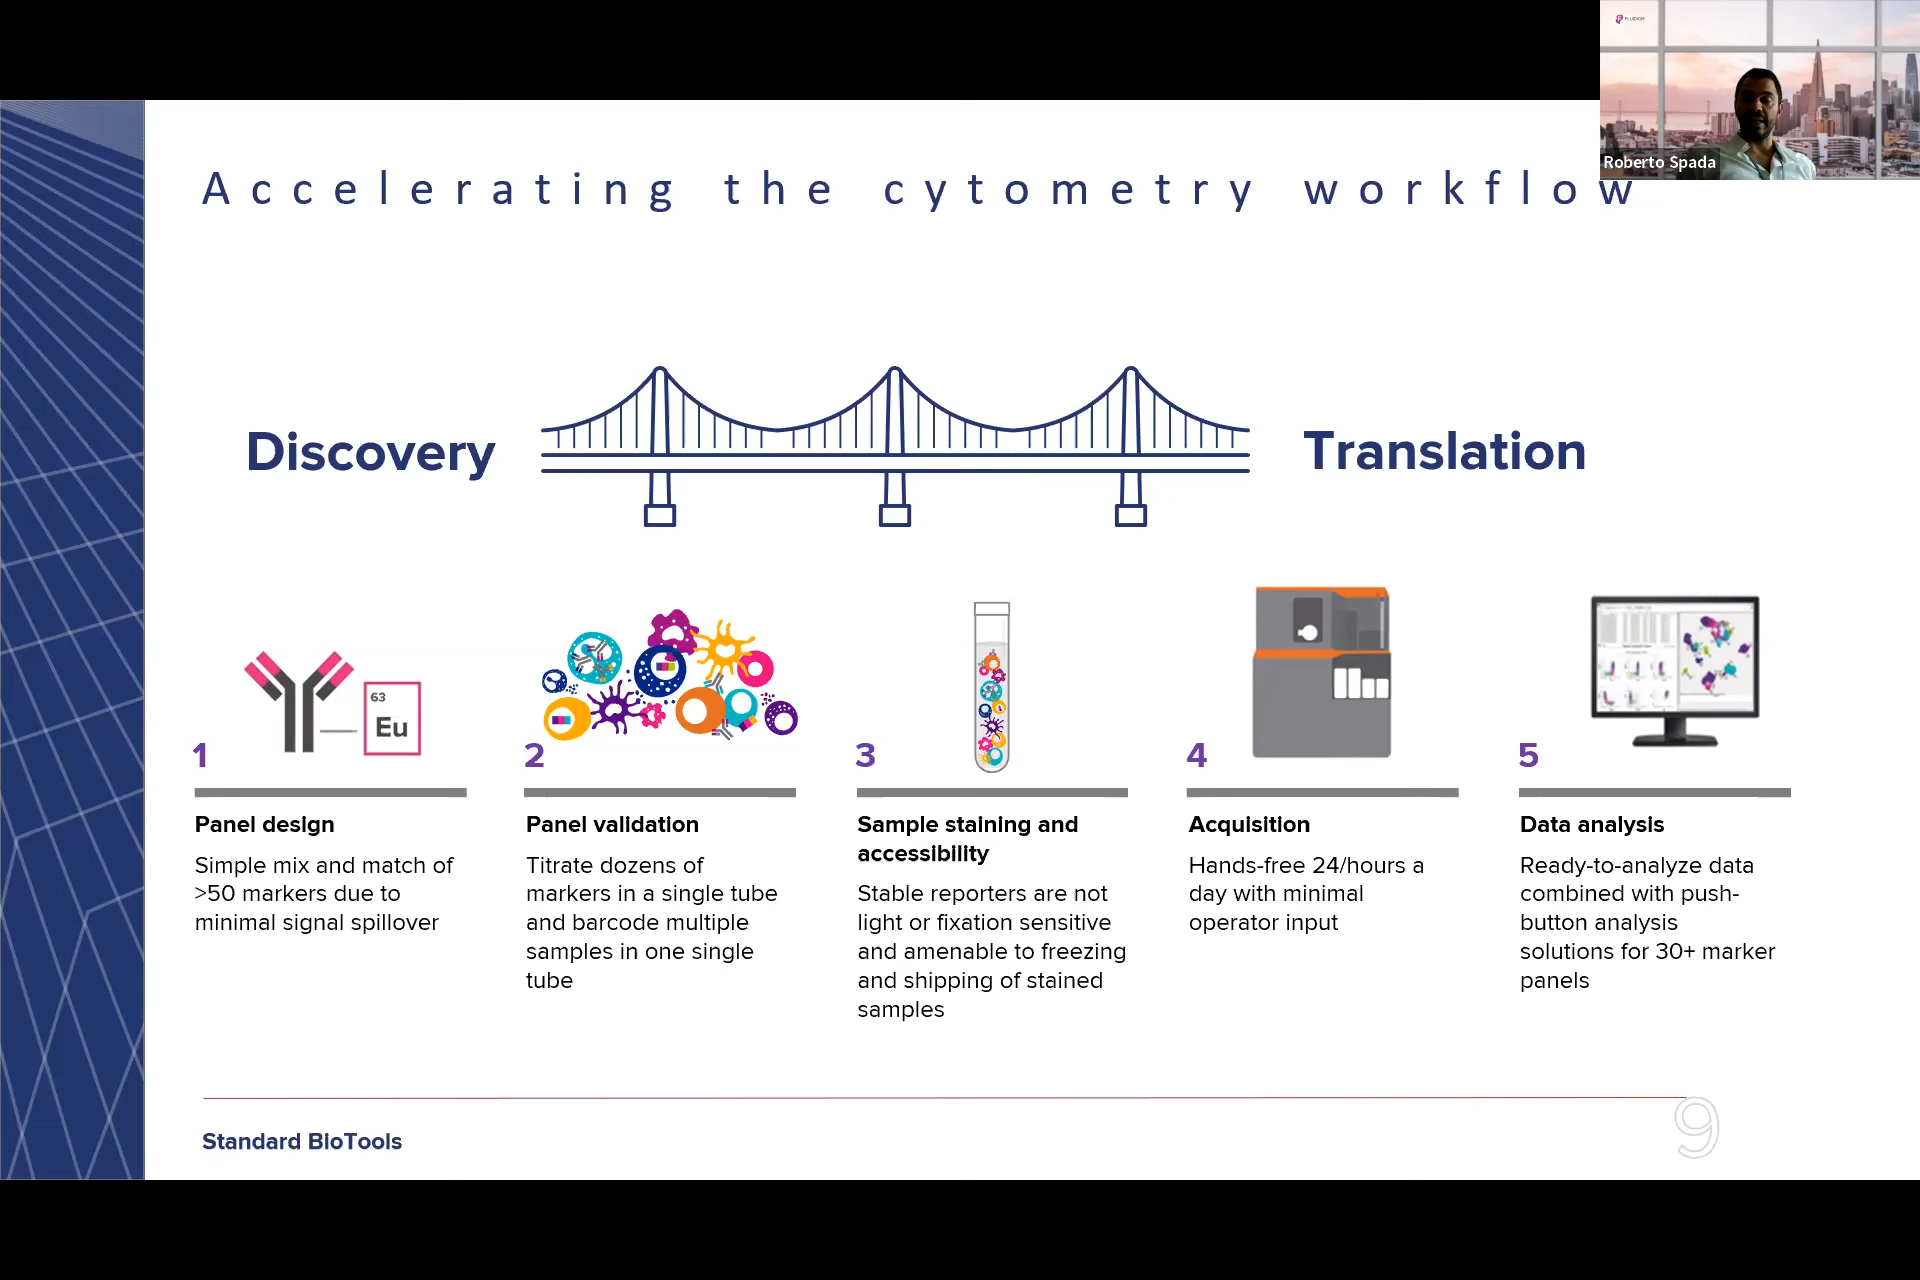 FLUIDIGM
Roberto Spada
Accelerating the cytometry workflow
Discovery
Translation
63
Eu
1
2
3
4
5
Panel design
Simple mix and match of
>50 markers due to
minimal signal spillover
Panel validation
Titrate dozens of
markers in a single tube
and barcode multiple
samples in one single
tube
Sample staining and
accessibility
Stable reporters are not
light or fixation sensitive
and amenable to freezing
and shipping of stained
samples
Acquisition
Hands-free 24/hours a
day with minimal
operator input
Data analysis
Ready-to-analyze data
combined with push-
button analysis
solutions for 30+ marker
panels
Standard BioTools
9